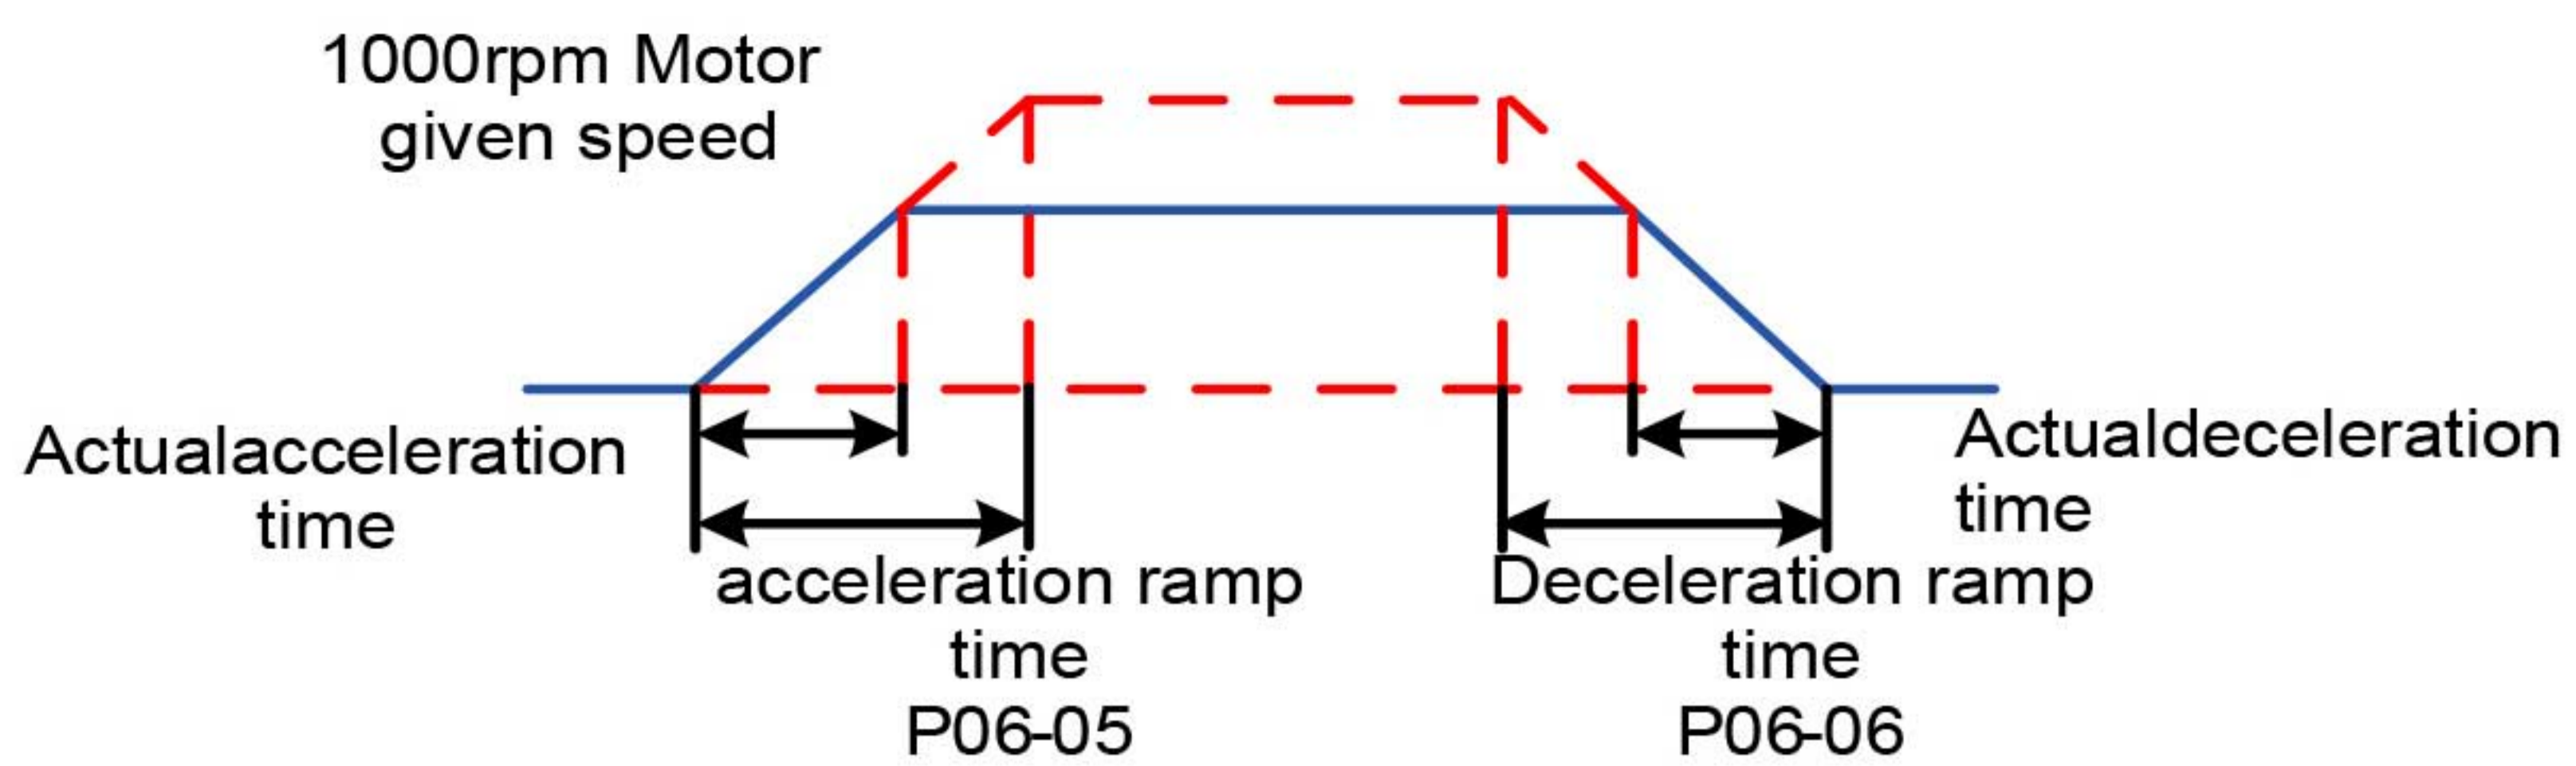 1000rpm Motor
given speed
Actualacceleration
time
Actualdeceleration
time
acceleration ramp
time
P06-05
Deceleration ramp
time
P06-06